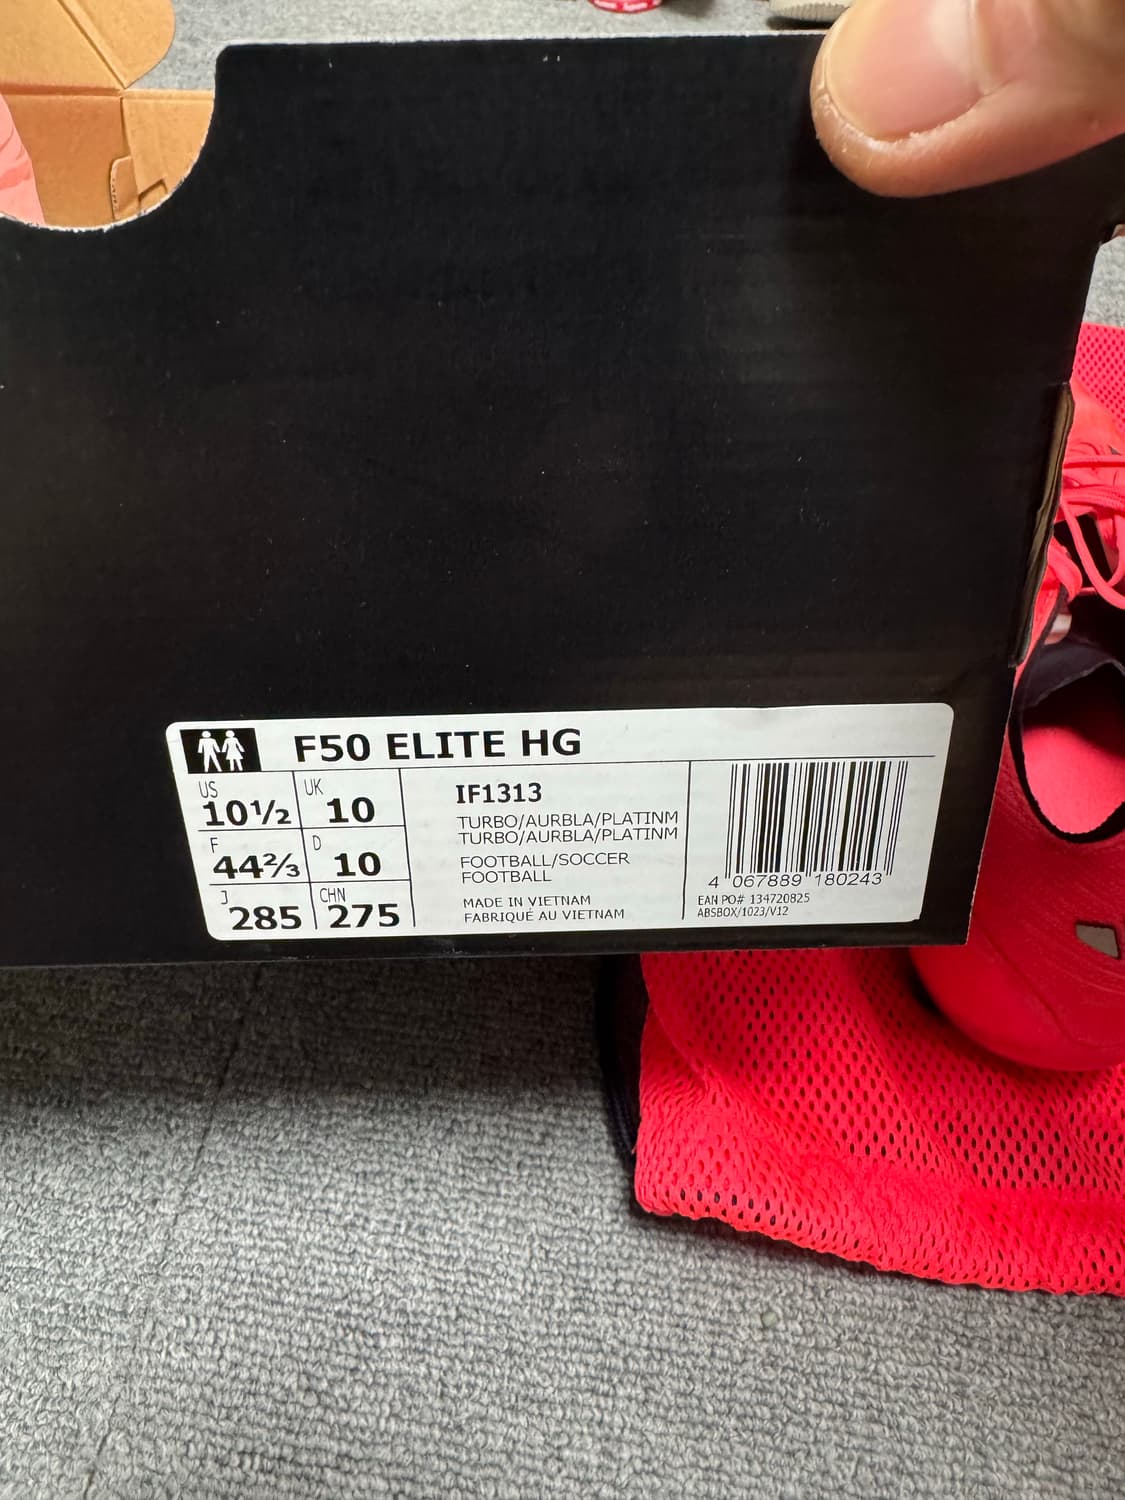 F50 ELITE HG
US 10½ UK 10
F 44⅔ D 10
J 285 CHN 275
IF1313
TURBO/AURBLA/PLATINM
TURBO/AURBLA/PLATINM
FOOTBALL/SOCCER
FOOTBALL
MADE IN VIETNAM
FABRIQUÉ AU VIETNAM
4 067889 180243
EAN PO# 134720825
ABSBOX/1023/V12